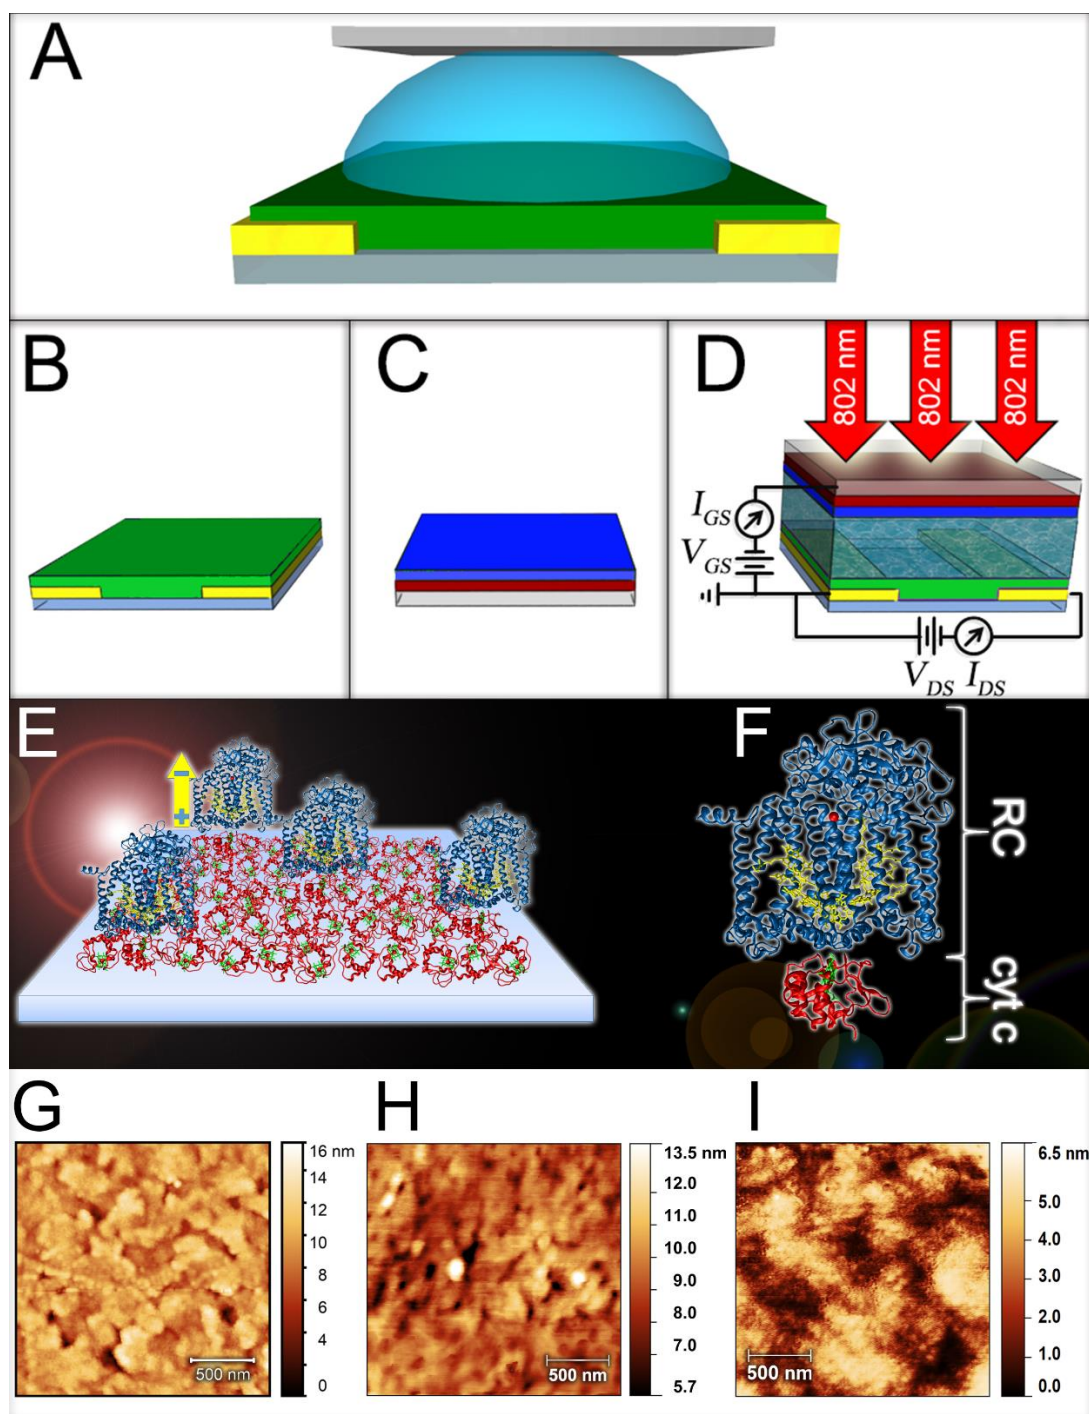 A
B
C
D
802 nm
802 nm
802 nm
I_GS
V_GS
V_DS I_DS
E
F
RC
cyt c
G
H
I
16 nm
14
12
10
8
6
4
2
0
500 nm
13.5 nm
12.0
11.0
10.0
9.0
8.0
7.0
5.7
500 nm
6.5 nm
5.0
4.0
3.0
2.0
1.0
0.0
500 nm